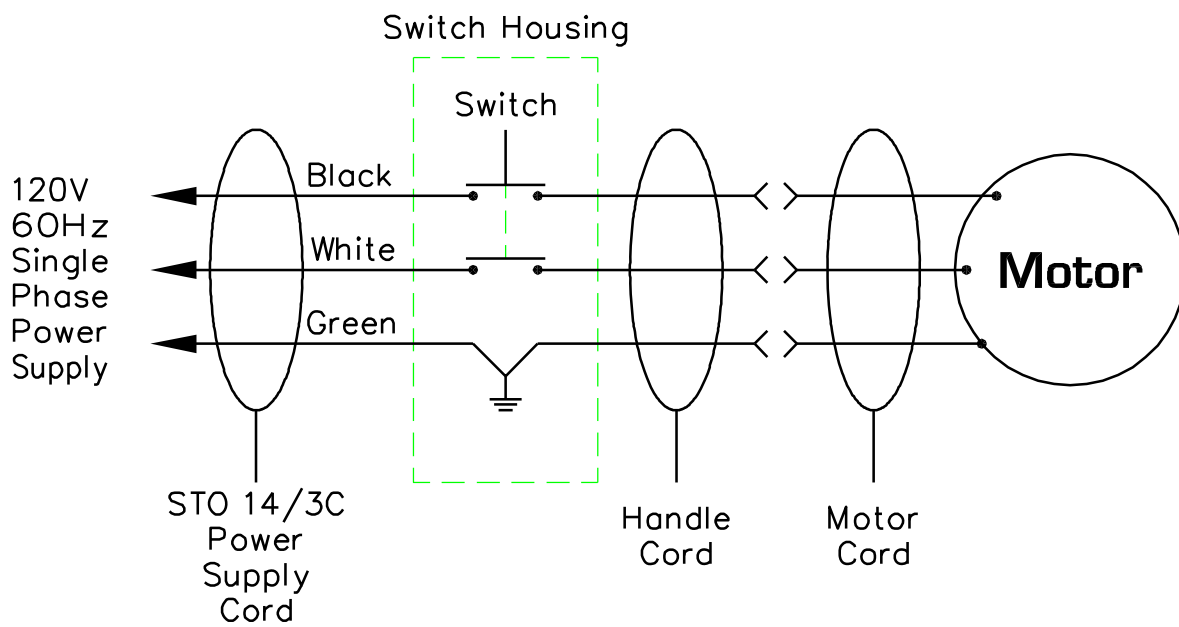 Switch Housing
Switch
120V
60Hz
Single
Phase
Power
Supply
Black
White
Green
Motor
STO 14/3C
Power
Supply
Cord
Handle
Cord
Motor
Cord